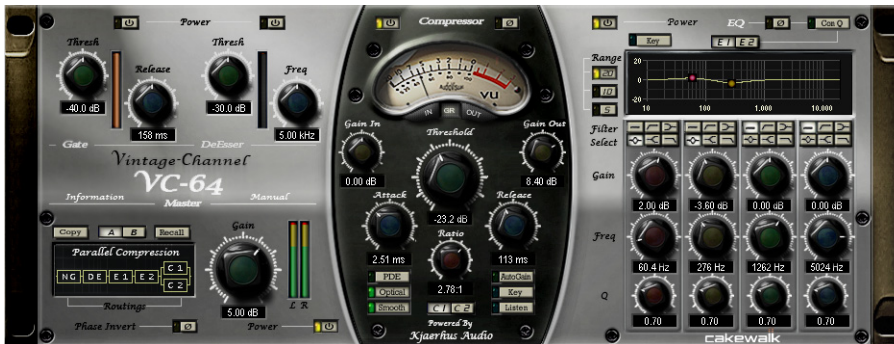 Power
Thresh
Thresh
Release
Freq
-40.0 dB
-30.0 dB
158 ms
5.00 kHz
Gate
DeEsser
Vintage-Channel
VC-64
Information
Master
Manual
Copy
A
B
Recall
Gain
Parallel Compression
NG
DE
E1
E2
C1
C2
Routings
5.00 dB
L R
Phase Invert
Ø
Power
Compressor
Ø
VU
IN
GR
OUT
Gain In
Threshold
Gain Out
0.00 dB
8.40 dB
Attack
-23.2 dB
Release
Ratio
2.51 ms
113 ms
PDE
2.78:1
AutoGain
Optical
Key
Smooth
C1 C2
Listen
Powered By
Kjaerhus Audio
Power
EQ
Ø
Con Q
Key
E1 E2
Range
20
10
5
20
0
-20
10
100
1.000
10.000
Filter
Select
Gain
2.00 dB
-3.60 dB
0.00 dB
0.00 dB
Freq
60.4 Hz
276 Hz
1262 Hz
5024 Hz
Q
0.70
0.70
0.70
0.70
cakewalk